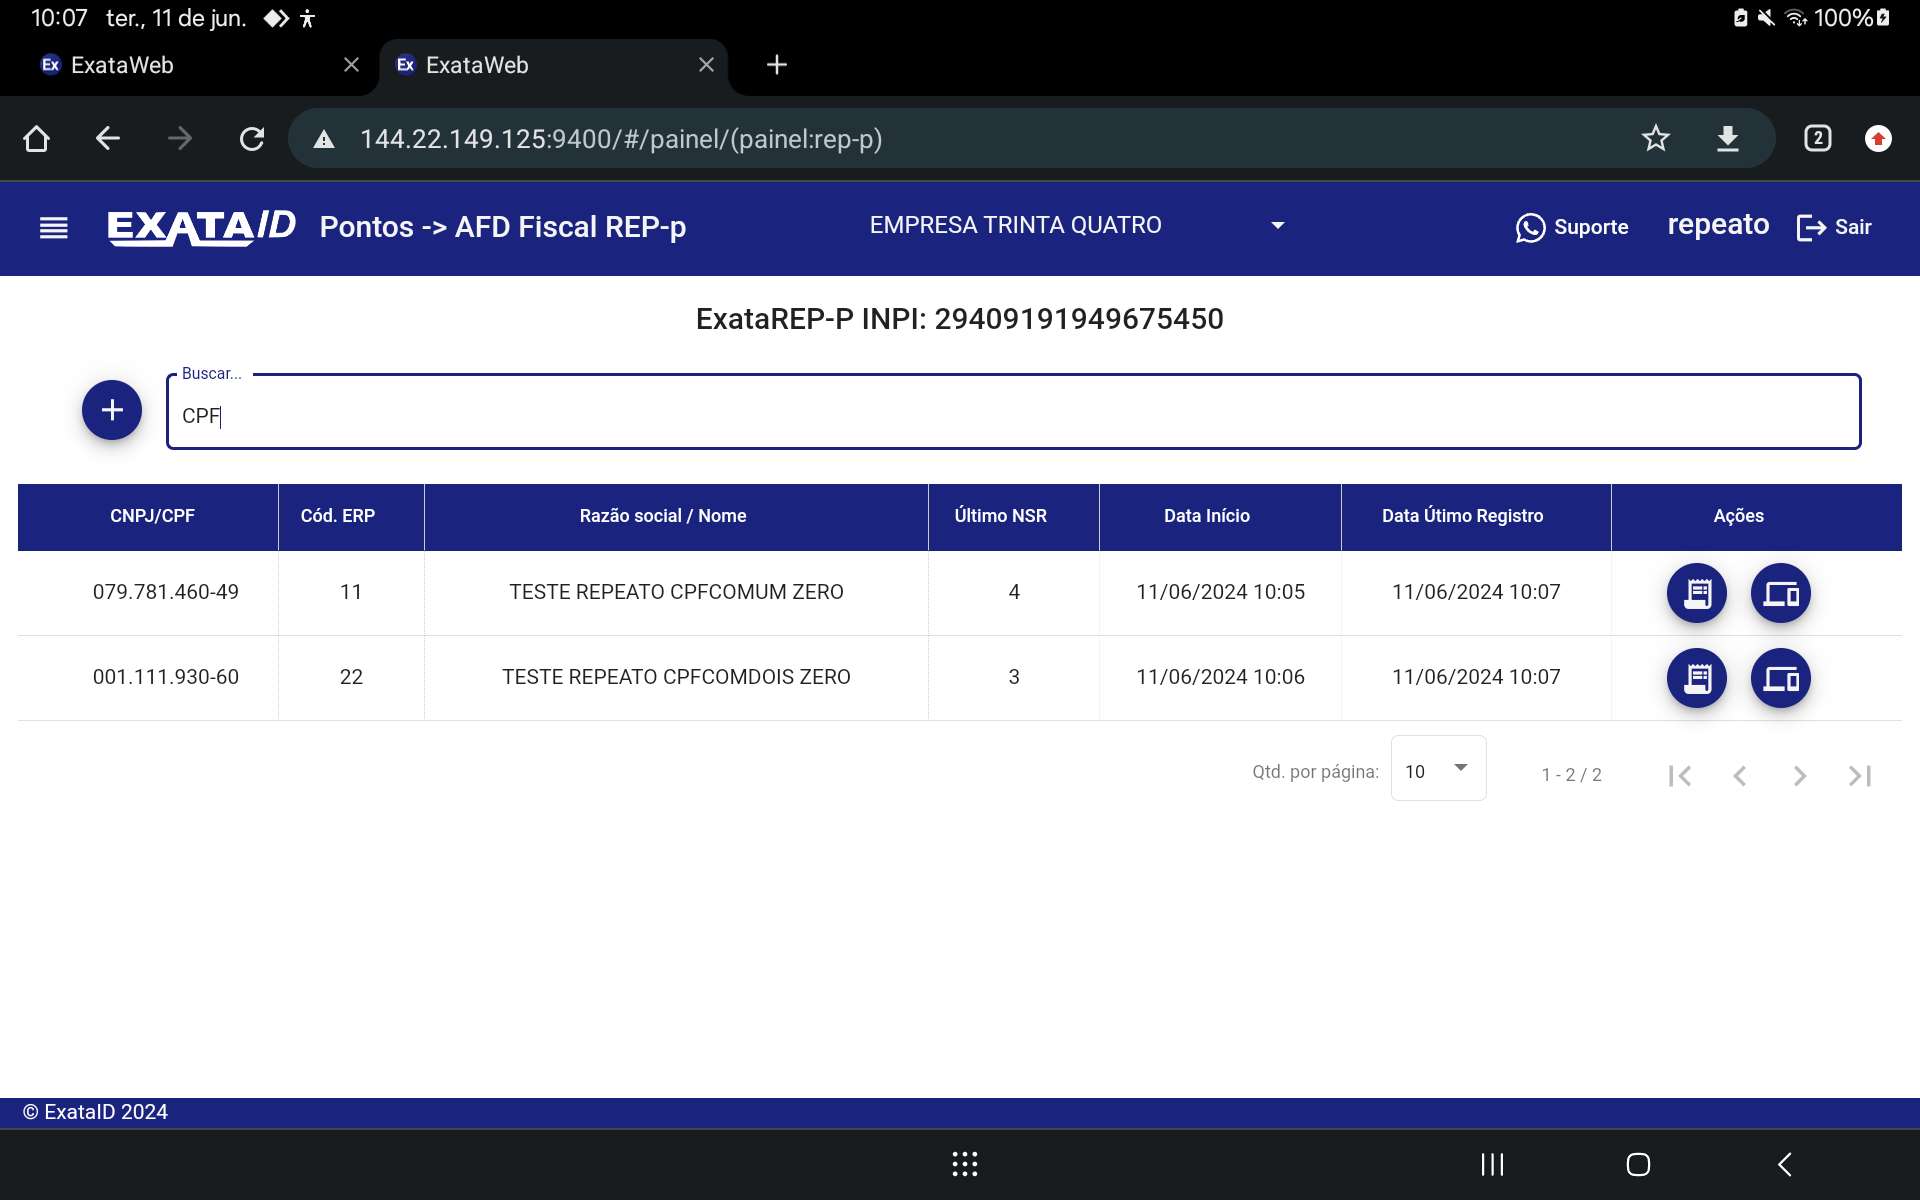 10:07 ter., 11 de jun. 100%
Ex ExataWeb Ex ExataWeb
144.22.149.125:9400/#/painel/(painel:rep-p) 2
EXATAID Pontos -> AFD Fiscal REP-p EMPRESA TRINTA QUATRO Suporte repeato Sair
ExataREP-P INPI: 29409191949675450
Buscar...
CPF
CNPJ/CPF Cód. ERP Razão social / Nome Último NSR Data Início Data Útimo Registro Ações
079.781.460-49 11 TESTE REPEATO CPFCOMUM ZERO 4 11/06/2024 10:05 11/06/2024 10:07
001.111.930-60 22 TESTE REPEATO CPFCOMDOIS ZERO 3 11/06/2024 10:06 11/06/2024 10:07
Qtd. por página: 10 1 - 2 / 2
© ExataID 2024